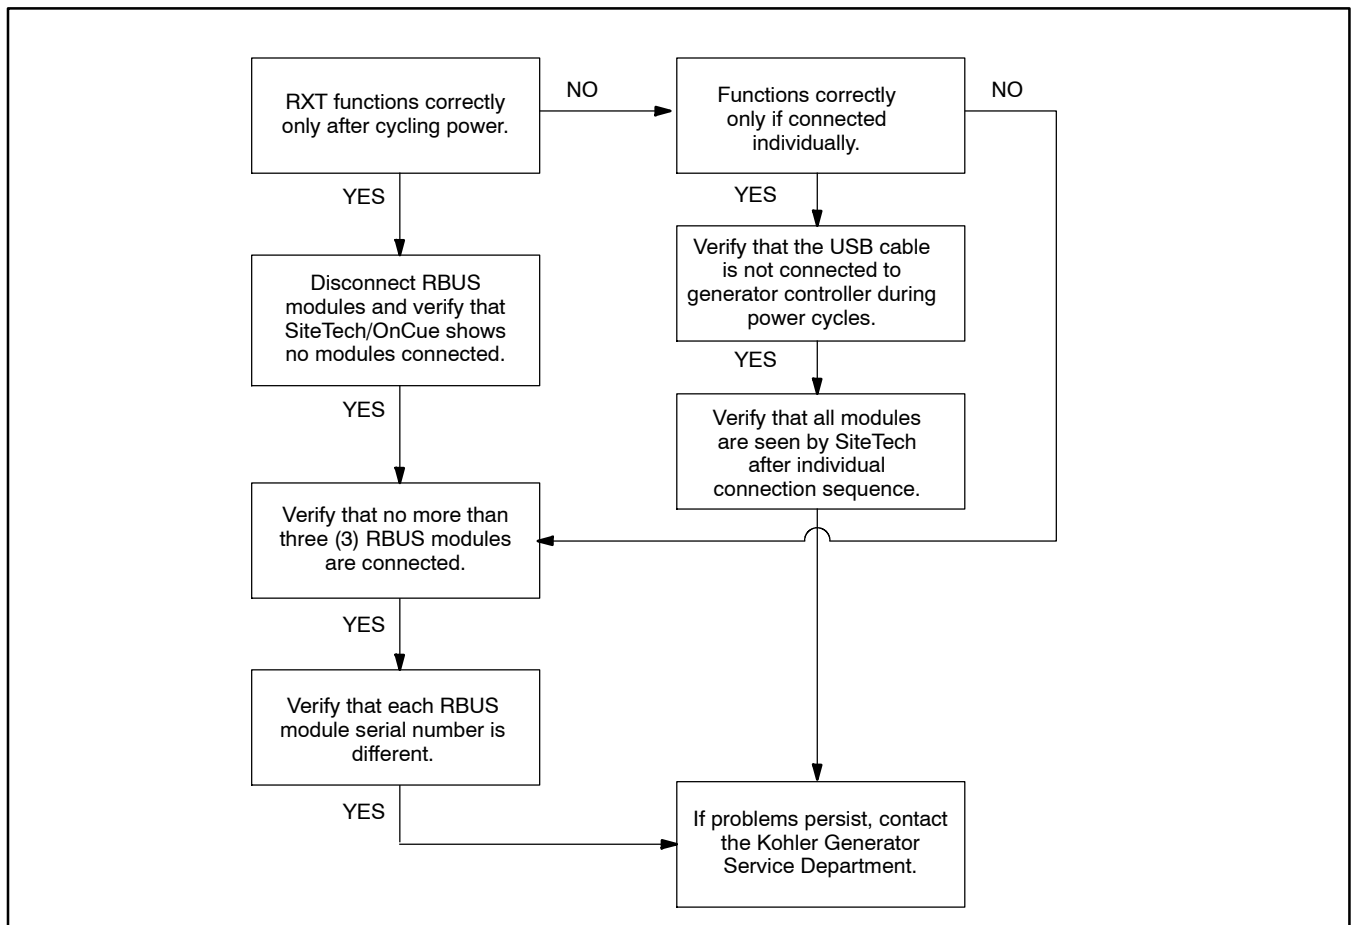 RXT functions correctly
only after cycling power.
NO
Functions correctly
only if connected
individually.
NO
YES
YES
Disconnect RBUS
modules and verify that
SiteTech/OnCue shows
no modules connected.
Verify that the USB cable
is not connected to
generator controller during
power cycles.
YES
YES
Verify that all modules
are seen by SiteTech
after individual
connection sequence.
Verify that no more than
three (3) RBUS modules
are connected.
YES
Verify that each RBUS
module serial number is
different.
YES
If problems persist, contact
the Kohler Generator
Service Department.